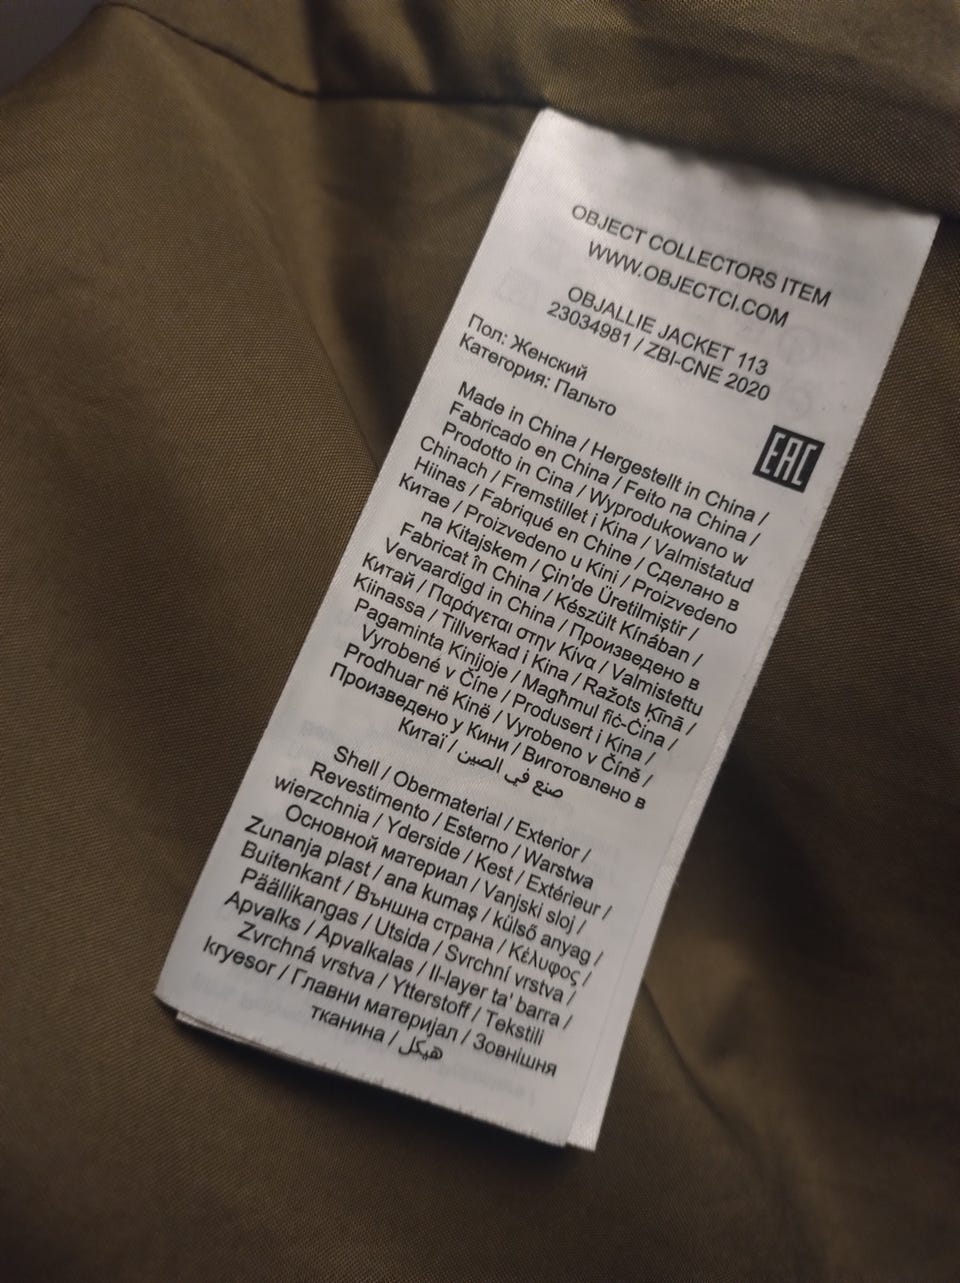 OBJECT COLLECTORS ITEM
WWW.OBJECTCI.COM
OBJALLIE JACKET 113
23034981 / ZBI-CNE 2020
Пол: Женский
Категория: Пальто
EAC
Made in China / Hergestellt in China /
Fabricado en China / Feito na China /
Prodotto in Cina / Wyprodukowano w
Chinach / Fremstillet i Kina / Valmistatud
Hiinas / Fabriqué en Chine / Сделано в
Китае / Proizvedeno u Kini / Proizvedeno
na Kitajskem / Çin'de Üretilmiştir /
Fabricat în China / Készült Kínában /
Vervaardigd in China / Произведено в
Китай / Παράγεται στην Κίνα / Valmistettu
Kiinassa / Tillverkad i Kina / Ražots Ķīnā /
Pagaminta Kinijoje / Magħmul fiċ-Ċina /
Vyrobené v Číne / Produsert i Kina /
Prodhuar në Kinë / Vyrobeno v Číně /
Произведено у Кини / Виготовлено в
Китаї / صنع في الصين
Shell / Obermaterial / Exterior /
Revestimento / Esterno / Warstwa
wierzchnia / Yderside / Kest / Extérieur /
Основной материал / Vanjski sloj /
Zunanja plast / ana kumaş / külső anyag /
Buitenkant / Външна страна / Κέλυφος /
Päällikangas / Utsida / Svrchní vrstva /
Apvalks / Apvalkalas / Il-layer ta' barra /
Zvrchná vrstva / Ytterstoff / Tekstili
kryesor / Главни материјал / Зовнішня
тканина / هيكل